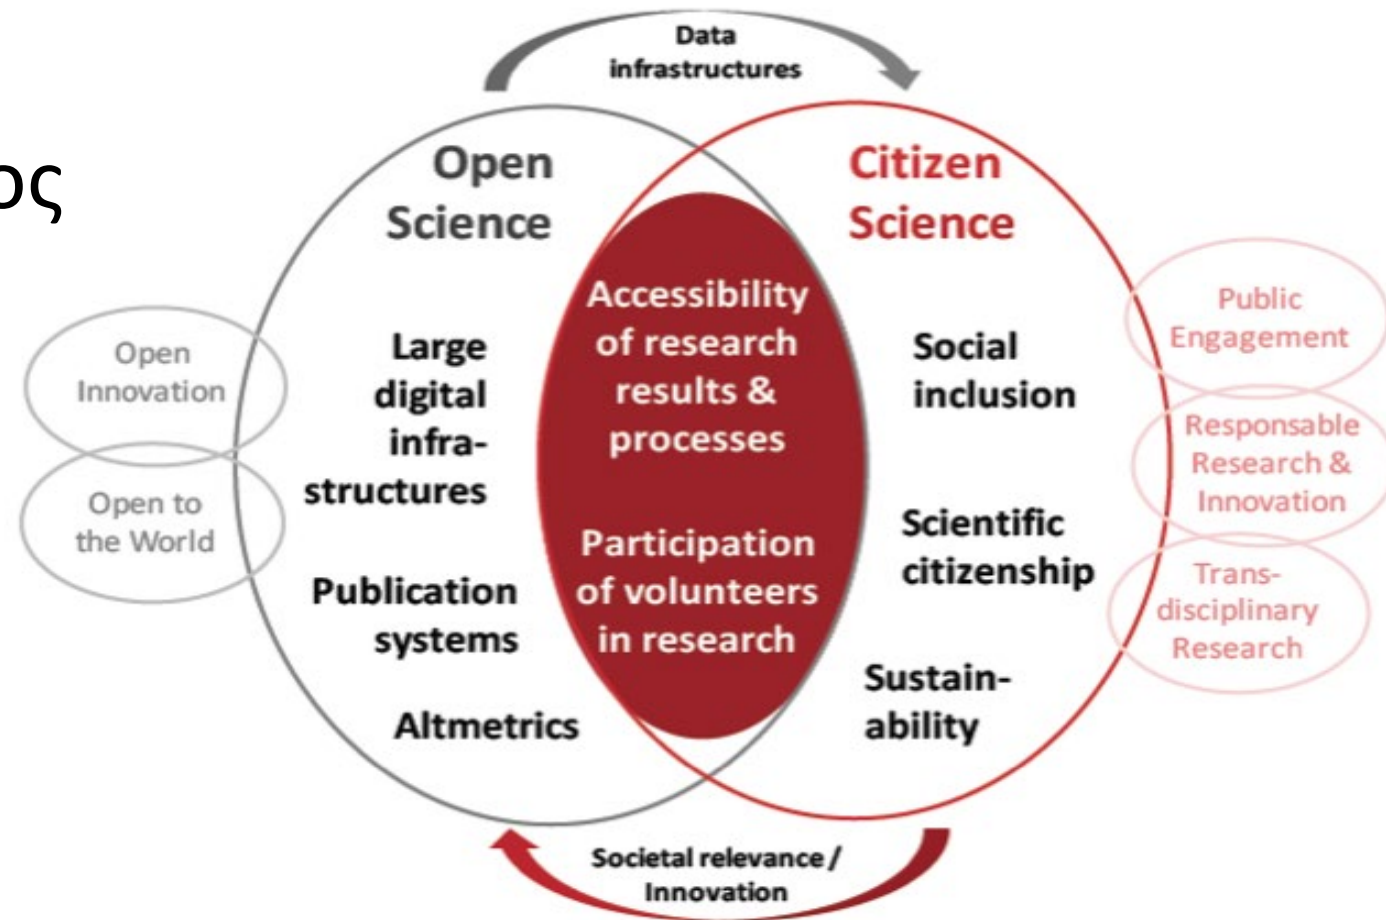 Data
infrastructures
ος
Open
Science
Citizen
Science
Accessibility
of research
results &
processes
Participation
of volunteers
in research
Large
digital
infra-
structures
Publication
systems
Altmetrics
Social
inclusion
Scientific
citizenship
Sustain-
ability
Open
Innovation
Open to
the World
Public
Engagement
Responsable
Research &
Innovation
Trans-
disciplinary
Research
Societal relevance /
Innovation